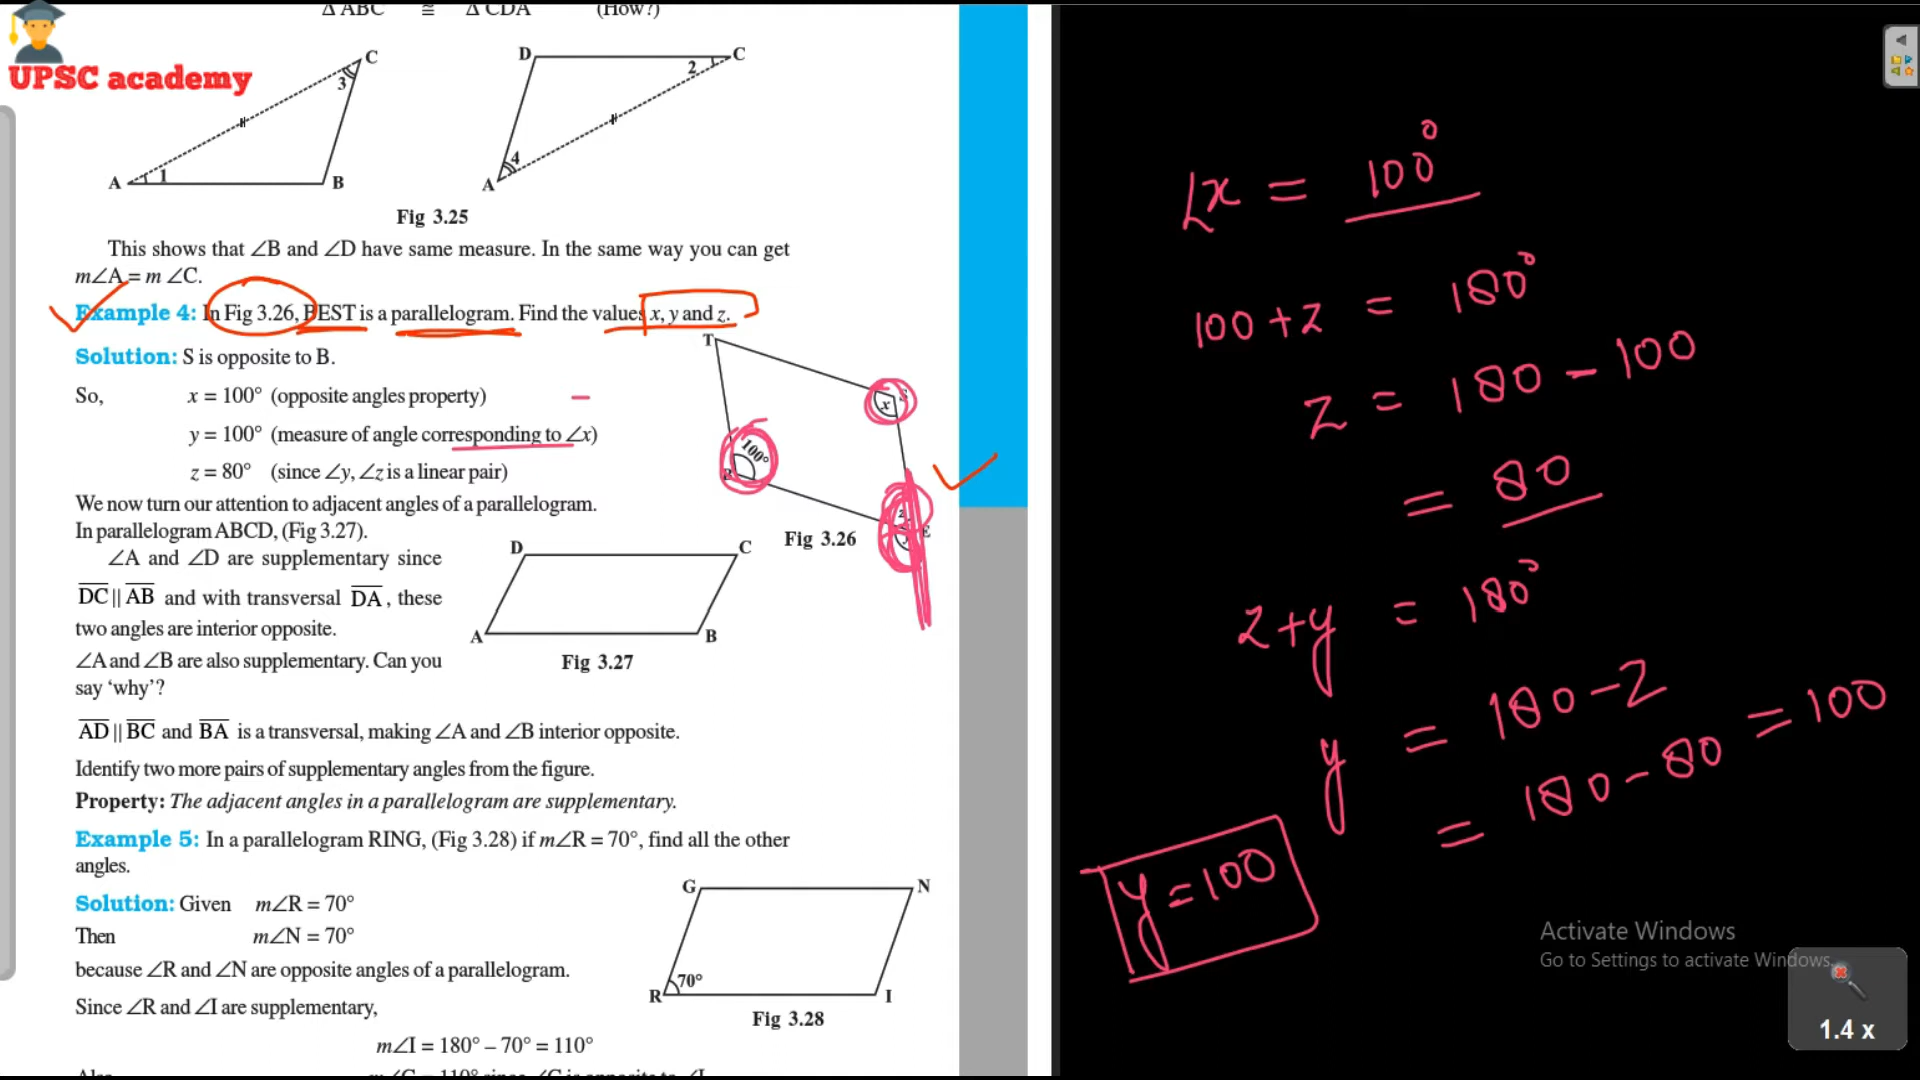 Δ ABC ≅ Δ CDA (How?)
UPSC academy
C
3
A
1
B
D
C
2
4
A
Fig 3.25
This shows that ∠B and ∠D have same measure. In the same way you can get
m∠A = m ∠C.
Example 4: In Fig 3.26, BEST is a parallelogram. Find the values x, y and z.
Solution: S is opposite to B.
So, x = 100° (opposite angles property)
y = 100° (measure of angle corresponding to ∠x)
z = 80° (since ∠y, ∠z is a linear pair)
T
S
x
100°
z
E
Fig 3.26
We now turn our attention to adjacent angles of a parallelogram.
In parallelogram ABCD, (Fig 3.27).
∠A and ∠D are supplementary since
DC || AB and with transversal DA, these
two angles are interior opposite.
∠A and ∠B are also supplementary. Can you
say ‘why’?
D
C
A
B
Fig 3.27
AD || BC and BA is a transversal, making ∠A and ∠B interior opposite.
Identify two more pairs of supplementary angles from the figure.
Property: The adjacent angles in a parallelogram are supplementary.
Example 5: In a parallelogram RING, (Fig 3.28) if m∠R = 70°, find all the other
angles.
Solution: Given m∠R = 70°
Then m∠N = 70°
because ∠R and ∠N are opposite angles of a parallelogram.
Since ∠R and ∠I are supplementary,
m∠I = 180° – 70° = 110°
G
N
R
70°
I
Fig 3.28
∠x = 100°
100 + z = 180°
z = 180 - 100
= 80
z + y = 180°
y = 180 - z
= 180 - 80 = 100
y = 100
Activate Windows
Go to Settings to activate Windows.
1.4 x